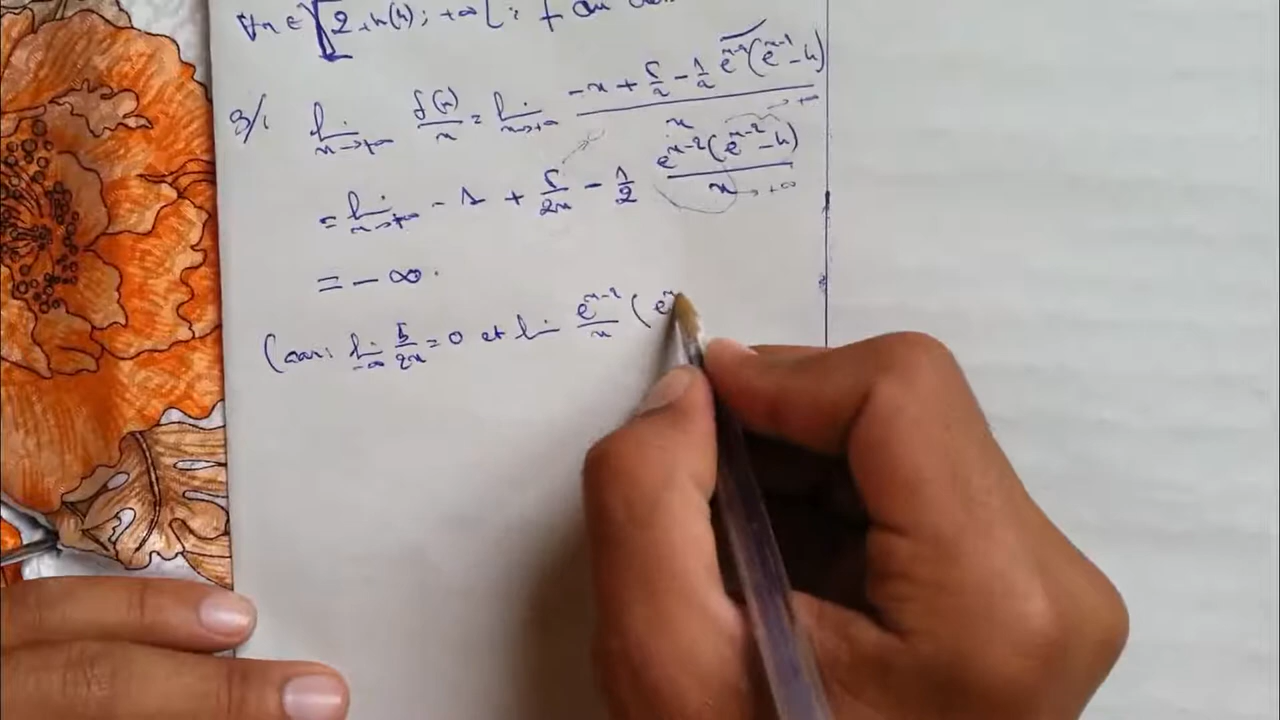 ∀x ∈ ]2+ln(4); +∞[ : f au
3/ lim x→+∞ f(x)/x = lim x→+∞ (-x + 5/2 - 1/2 e^(x-2)(e^(x-2) - 4))/x
= lim x→+∞ -1 + 5/2x - 1/2 e^(x-2)(e^(x-2) - 4)/x
= -∞.
(car: lim -∞ 5/2x = 0 et lim e^(x-2)/x (e^x